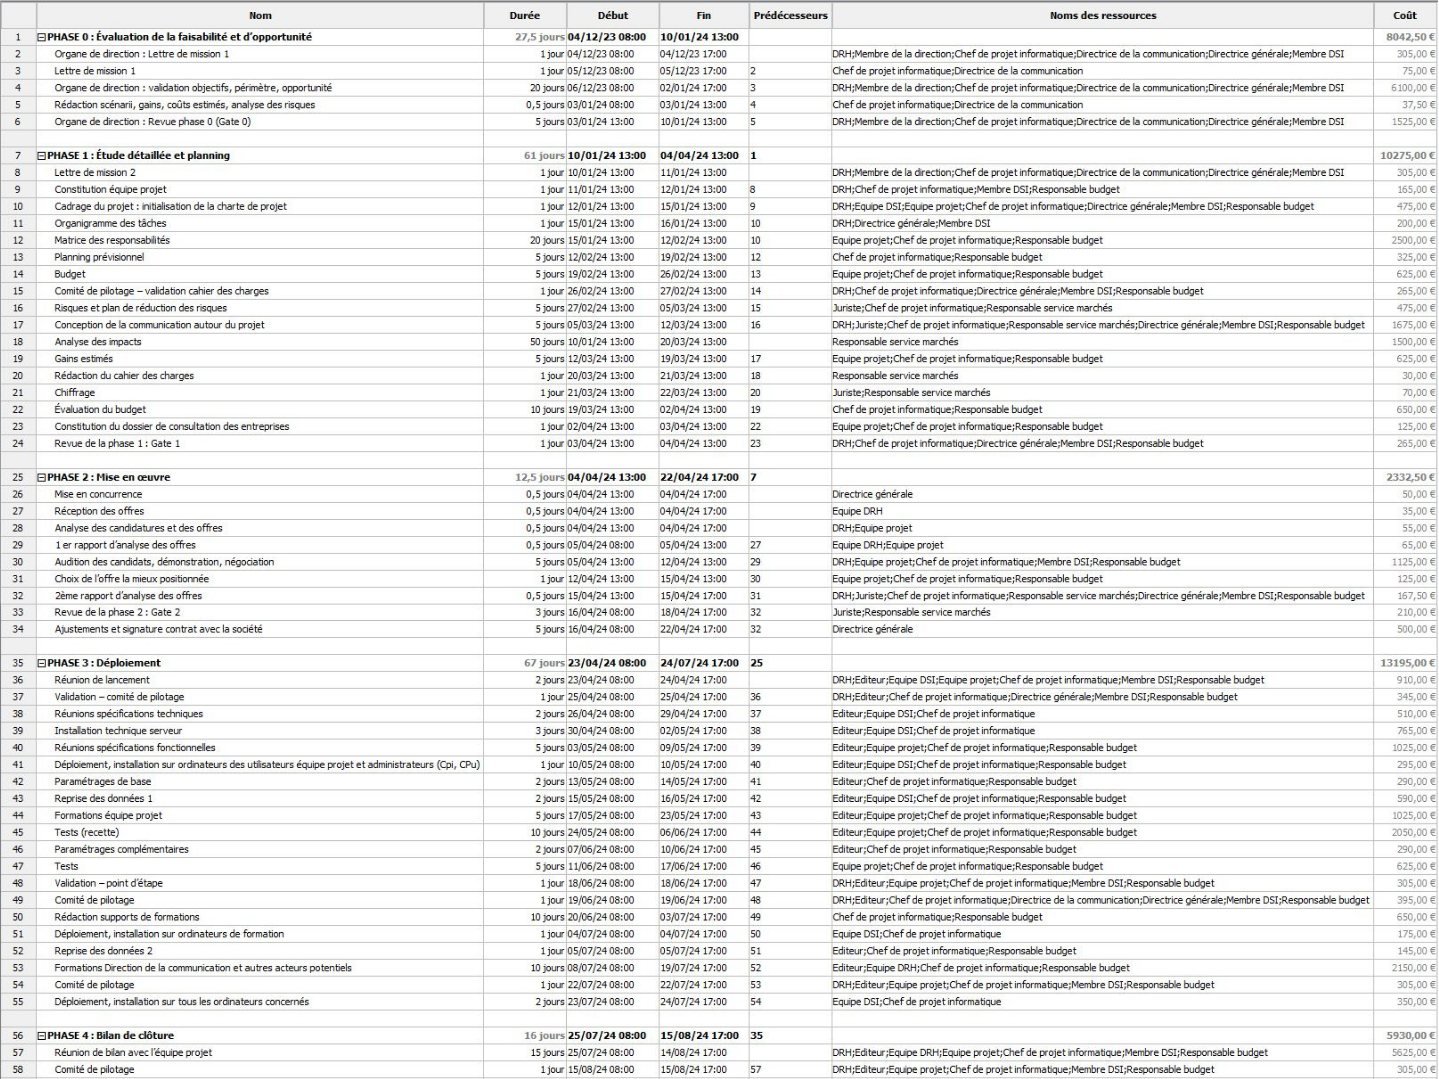 Nom Durée Début Fin Prédécesseurs Noms des ressources Coût
1 PHASE 0 : Évaluation de la faisabilité et d'opportunité 27,5 jours 04/12/23 08:00 10/01/24 13:00 8042,50 €
2 Organe de direction : Lettre de mission 1 1 jour 04/12/23 08:00 04/12/23 17:00 DRH;Membre de la direction;Chef de projet informatique;Directrice de la communication;Directrice générale;Membre DSI 305,00 €
3 Lettre de mission 1 1 jour 05/12/23 08:00 05/12/23 17:00 2 Chef de projet informatique;Directrice de la communication 75,00 €
4 Organe de direction : validation objectifs, périmètre, opportunité 20 jours 06/12/23 08:00 02/01/24 17:00 3 DRH;Membre de la direction;Chef de projet informatique;Directrice de la communication;Directrice générale;Membre DSI 6100,00 €
5 Rédaction scénarii, gains, coûts estimés, analyse des risques 0,5 jours 03/01/24 08:00 03/01/24 13:00 4 Chef de projet informatique;Directrice de la communication 37,50 €
6 Organe de direction : Revue phase 0 (Gate 0) 5 jours 03/01/24 13:00 10/01/24 13:00 5 DRH;Membre de la direction;Chef de projet informatique;Directrice de la communication;Directrice générale;Membre DSI 1525,00 €
7 PHASE 1 : Étude détaillée et planning 61 jours 10/01/24 13:00 04/04/24 13:00 1 10275,00 €
8 Lettre de mission 2 1 jour 10/01/24 13:00 11/01/24 13:00 DRH;Membre de la direction;Chef de projet informatique;Directrice de la communication;Directrice générale;Membre DSI 305,00 €
9 Constitution équipe projet 1 jour 11/01/24 13:00 12/01/24 13:00 8 DRH;Chef de projet informatique;Membre DSI;Responsable budget 165,00 €
10 Cadrage du projet : initialisation de la charte de projet 1 jour 12/01/24 13:00 15/01/24 13:00 9 DRH;Equipe DSI;Equipe projet;Chef de projet informatique;Directrice générale;Membre DSI;Responsable budget 475,00 €
11 Organigramme des tâches 1 jour 15/01/24 13:00 16/01/24 13:00 10 DRH;Directrice générale;Membre DSI 200,00 €
12 Matrice des responsabilités 20 jours 15/01/24 13:00 12/02/24 13:00 10 Equipe projet;Chef de projet informatique;Responsable budget 2500,00 €
13 Planning prévisionnel 5 jours 12/02/24 13:00 19/02/24 13:00 12 Chef de projet informatique;Responsable budget 325,00 €
14 Budget 5 jours 19/02/24 13:00 26/02/24 13:00 13 Equipe projet;Chef de projet informatique;Responsable budget 625,00 €
15 Comité de pilotage – validation cahier des charges 1 jour 26/02/24 13:00 27/02/24 13:00 14 DRH;Chef de projet informatique;Directrice générale;Membre DSI;Responsable budget 265,00 €
16 Risques et plan de réduction des risques 5 jours 27/02/24 13:00 05/03/24 13:00 15 Juriste;Chef de projet informatique;Responsable service marchés 475,00 €
17 Conception de la communication autour du projet 5 jours 05/03/24 13:00 12/03/24 13:00 16 DRH;Juriste;Chef de projet informatique;Responsable service marchés;Directrice générale;Membre DSI;Responsable budget 1675,00 €
18 Analyse des impacts 50 jours 10/01/24 13:00 20/03/24 13:00 Responsable service marchés 1500,00 €
19 Gains estimés 5 jours 12/03/24 13:00 19/03/24 13:00 17 Equipe projet;Chef de projet informatique;Responsable budget 625,00 €
20 Rédaction du cahier des charges 1 jour 20/03/24 13:00 21/03/24 13:00 18 Responsable service marchés 30,00 €
21 Chiffrage 1 jour 21/03/24 13:00 22/03/24 13:00 20 Juriste;Responsable service marchés 70,00 €
22 Évaluation du budget 10 jours 19/03/24 13:00 02/04/24 13:00 19 Chef de projet informatique;Responsable budget 650,00 €
23 Constitution du dossier de consultation des entreprises 1 jour 02/04/24 13:00 03/04/24 13:00 22 Equipe projet;Chef de projet informatique;Responsable budget 125,00 €
24 Revue de la phase 1 : Gate 1 1 jour 03/04/24 13:00 04/04/24 13:00 23 DRH;Chef de projet informatique;Directrice générale;Membre DSI;Responsable budget 265,00 €
25 PHASE 2 : Mise en œuvre 12,5 jours 04/04/24 13:00 22/04/24 17:00 7 2332,50 €
26 Mise en concurrence 0,5 jours 04/04/24 13:00 04/04/24 17:00 Directrice générale 50,00 €
27 Réception des offres 0,5 jours 04/04/24 13:00 04/04/24 17:00 Equipe DRH 35,00 €
28 Analyse des candidatures et des offres 0,5 jours 04/04/24 13:00 04/04/24 17:00 DRH;Equipe projet 55,00 €
29 1er rapport d'analyse des offres 0,5 jours 05/04/24 08:00 05/04/24 13:00 27 Equipe DRH;Equipe projet 65,00 €
30 Audition des candidats, démonstration, négociation 5 jours 05/04/24 13:00 12/04/24 13:00 29 DRH;Equipe projet;Chef de projet informatique;Membre DSI;Responsable budget 1125,00 €
31 Choix de l'offre la mieux positionnée 1 jour 12/04/24 13:00 15/04/24 13:00 30 Equipe projet;Chef de projet informatique;Responsable budget 125,00 €
32 2ème rapport d'analyse des offres 0,5 jours 15/04/24 13:00 15/04/24 17:00 31 DRH;Juriste;Chef de projet informatique;Responsable service marchés;Directrice générale;Membre DSI;Responsable budget 167,50 €
33 Revue de la phase 2 : Gate 2 3 jours 16/04/24 08:00 18/04/24 17:00 32 Juriste;Responsable service marchés 210,00 €
34 Ajustements et signature contrat avec la société 5 jours 16/04/24 08:00 22/04/24 17:00 32 Directrice générale 500,00 €
35 PHASE 3 : Déploiement 67 jours 23/04/24 08:00 24/07/24 17:00 25 13195,00 €
36 Réunion de lancement 2 jours 23/04/24 08:00 24/04/24 17:00 DRH;Editeur;Equipe DSI;Equipe projet;Chef de projet informatique;Membre DSI;Responsable budget 910,00 €
37 Validation – comité de pilotage 1 jour 25/04/24 08:00 25/04/24 17:00 36 DRH;Editeur;Chef de projet informatique;Directrice générale;Membre DSI;Responsable budget 345,00 €
38 Réunions spécifications techniques 2 jours 26/04/24 08:00 29/04/24 17:00 37 Editeur;Equipe DSI;Chef de projet informatique 510,00 €
39 Installation technique serveur 3 jours 30/04/24 08:00 02/05/24 17:00 38 Editeur;Equipe DSI;Chef de projet informatique 765,00 €
40 Réunions spécifications fonctionnelles 5 jours 03/05/24 08:00 09/05/24 17:00 39 Editeur;Equipe projet;Chef de projet informatique;Responsable budget 1025,00 €
41 Déploiement, installation sur ordinateurs des utilisateurs équipe projet et administrateurs (Cpi, CPu) 1 jour 10/05/24 08:00 10/05/24 17:00 40 Editeur;Equipe DSI;Chef de projet informatique;Responsable budget 295,00 €
42 Paramétrages de base 2 jours 13/05/24 08:00 14/05/24 17:00 41 Editeur;Chef de projet informatique;Responsable budget 290,00 €
43 Reprise des données 1 2 jours 15/05/24 08:00 16/05/24 17:00 42 Editeur;Equipe DSI;Chef de projet informatique;Responsable budget 590,00 €
44 Formations équipe projet 5 jours 17/05/24 08:00 23/05/24 17:00 43 Editeur;Equipe projet;Chef de projet informatique;Responsable budget 1025,00 €
45 Tests (recette) 10 jours 24/05/24 08:00 06/06/24 17:00 44 Editeur;Equipe projet;Chef de projet informatique;Responsable budget 2050,00 €
46 Paramétrages complémentaires 2 jours 07/06/24 08:00 10/06/24 17:00 45 Editeur;Chef de projet informatique;Responsable budget 290,00 €
47 Tests 5 jours 11/06/24 08:00 17/06/24 17:00 46 Equipe projet;Chef de projet informatique;Responsable budget 625,00 €
48 Validation – point d'étape 1 jour 18/06/24 08:00 18/06/24 17:00 47 DRH;Editeur;Equipe projet;Chef de projet informatique;Membre DSI;Responsable budget 305,00 €
49 Comité de pilotage 1 jour 19/06/24 08:00 19/06/24 17:00 48 DRH;Editeur;Chef de projet informatique;Directrice de la communication;Directrice générale;Membre DSI;Responsable budget 395,00 €
50 Rédaction supports de formations 10 jours 20/06/24 08:00 03/07/24 17:00 49 Chef de projet informatique;Responsable budget 650,00 €
51 Déploiement, installation sur ordinateurs de formation 1 jour 04/07/24 08:00 04/07/24 17:00 50 Equipe DSI;Chef de projet informatique 175,00 €
52 Reprise des données 2 1 jour 05/07/24 08:00 05/07/24 17:00 51 Editeur;Chef de projet informatique;Responsable budget 145,00 €
53 Formations Direction de la communication et autres acteurs potentiels 10 jours 08/07/24 08:00 19/07/24 17:00 52 Editeur;Equipe DRH;Chef de projet informatique;Responsable budget 2150,00 €
54 Comité de pilotage 1 jour 22/07/24 08:00 22/07/24 17:00 53 DRH;Editeur;Equipe projet;Chef de projet informatique;Membre DSI;Responsable budget 305,00 €
55 Déploiement, installation sur tous les ordinateurs concernés 2 jours 23/07/24 08:00 24/07/24 17:00 54 Equipe DSI;Chef de projet informatique 350,00 €
56 PHASE 4 : Bilan de clôture 16 jours 25/07/24 08:00 15/08/24 17:00 35 5930,00 €
57 Réunion de bilan avec l'équipe projet 15 jours 25/07/24 08:00 14/08/24 17:00 DRH;Editeur;Equipe DRH;Equipe projet;Chef de projet informatique;Membre DSI;Responsable budget 5625,00 €
58 Comité de pilotage 1 jour 15/08/24 08:00 15/08/24 17:00 57 DRH;Editeur;Equipe projet;Chef de projet informatique;Membre DSI;Responsable budget 305,00 €